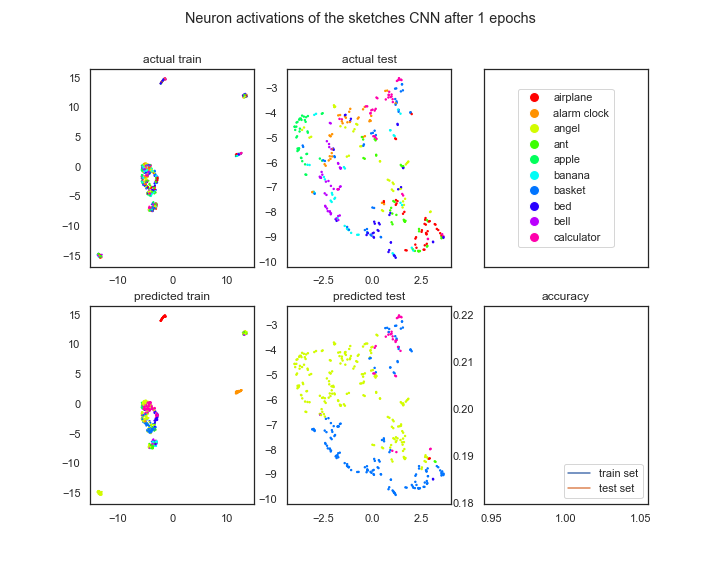 Neuron activations of the sketches CNN after 1 epochs
actual train
15
10
5
0
−5
−10
−15
−10
0
10
actual test
−3
−4
−5
−6
−7
−8
−9
−10
−2.5
0.0
2.5
airplane
alarm clock
angel
ant
apple
banana
basket
bed
bell
calculator
predicted train
15
10
5
0
−5
−10
−15
−10
0
10
predicted test
−3
−4
−5
−6
−7
−8
−9
−10
−2.5
0.0
2.5
accuracy
0.22
0.21
0.20
0.19
0.18
train set
test set
0.95
1.00
1.05